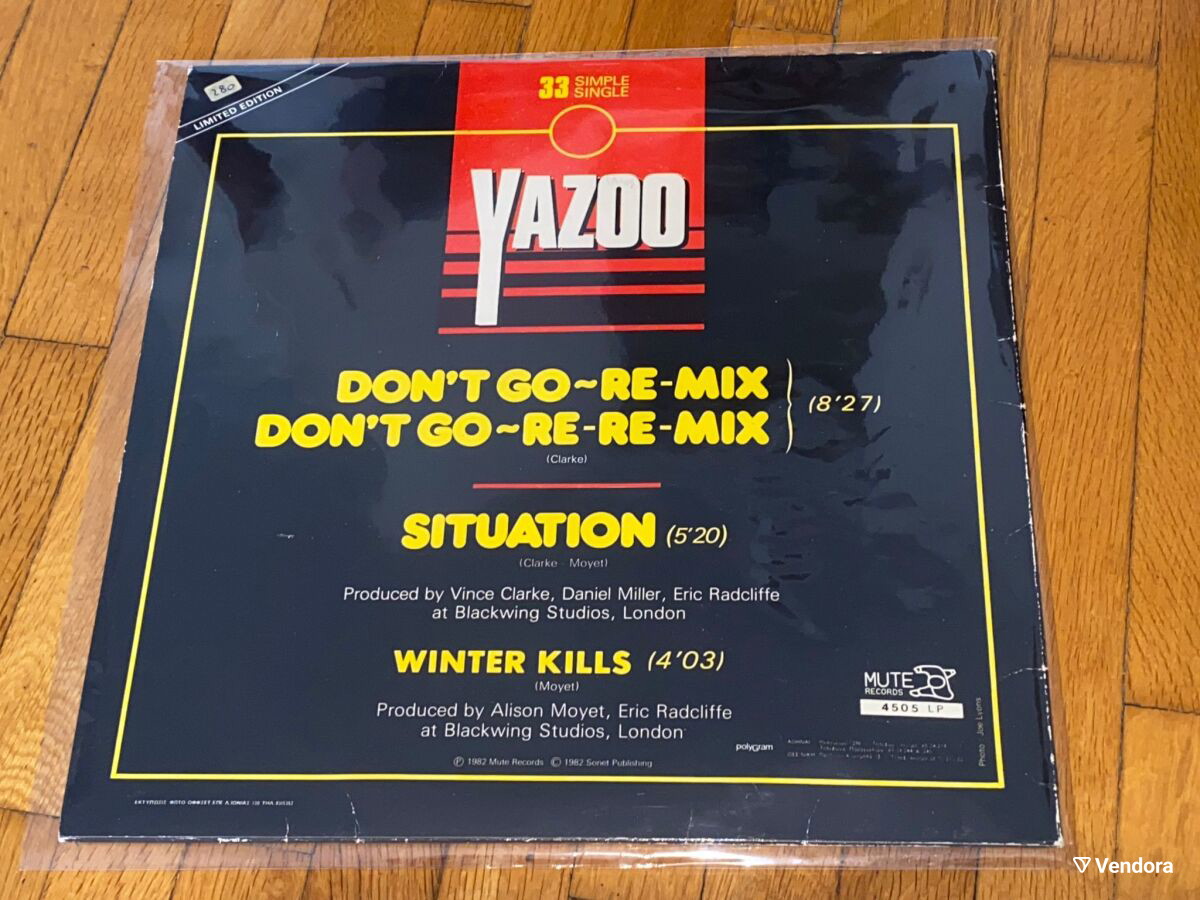 280
LIMITED EDITION
33 SIMPLE
SINGLE
YAZOO
DON'T GO~RE-MIX
DON'T GO~RE-RE-MIX
(8'27)
(Clarke)
SITUATION (5'20)
(Clarke - Moyet)
Produced by Vince Clarke, Daniel Miller, Eric Radcliffe
at Blackwing Studios, London
WINTER KILLS (4'03)
(Moyet)
Produced by Alison Moyet, Eric Radcliffe
at Blackwing Studios, London
MUTE
RECORDS
4505 LP
polygram
Photo: Joe Lyons
Ⓟ 1982 Mute Records © 1982 Sonet Publishing
Vendora